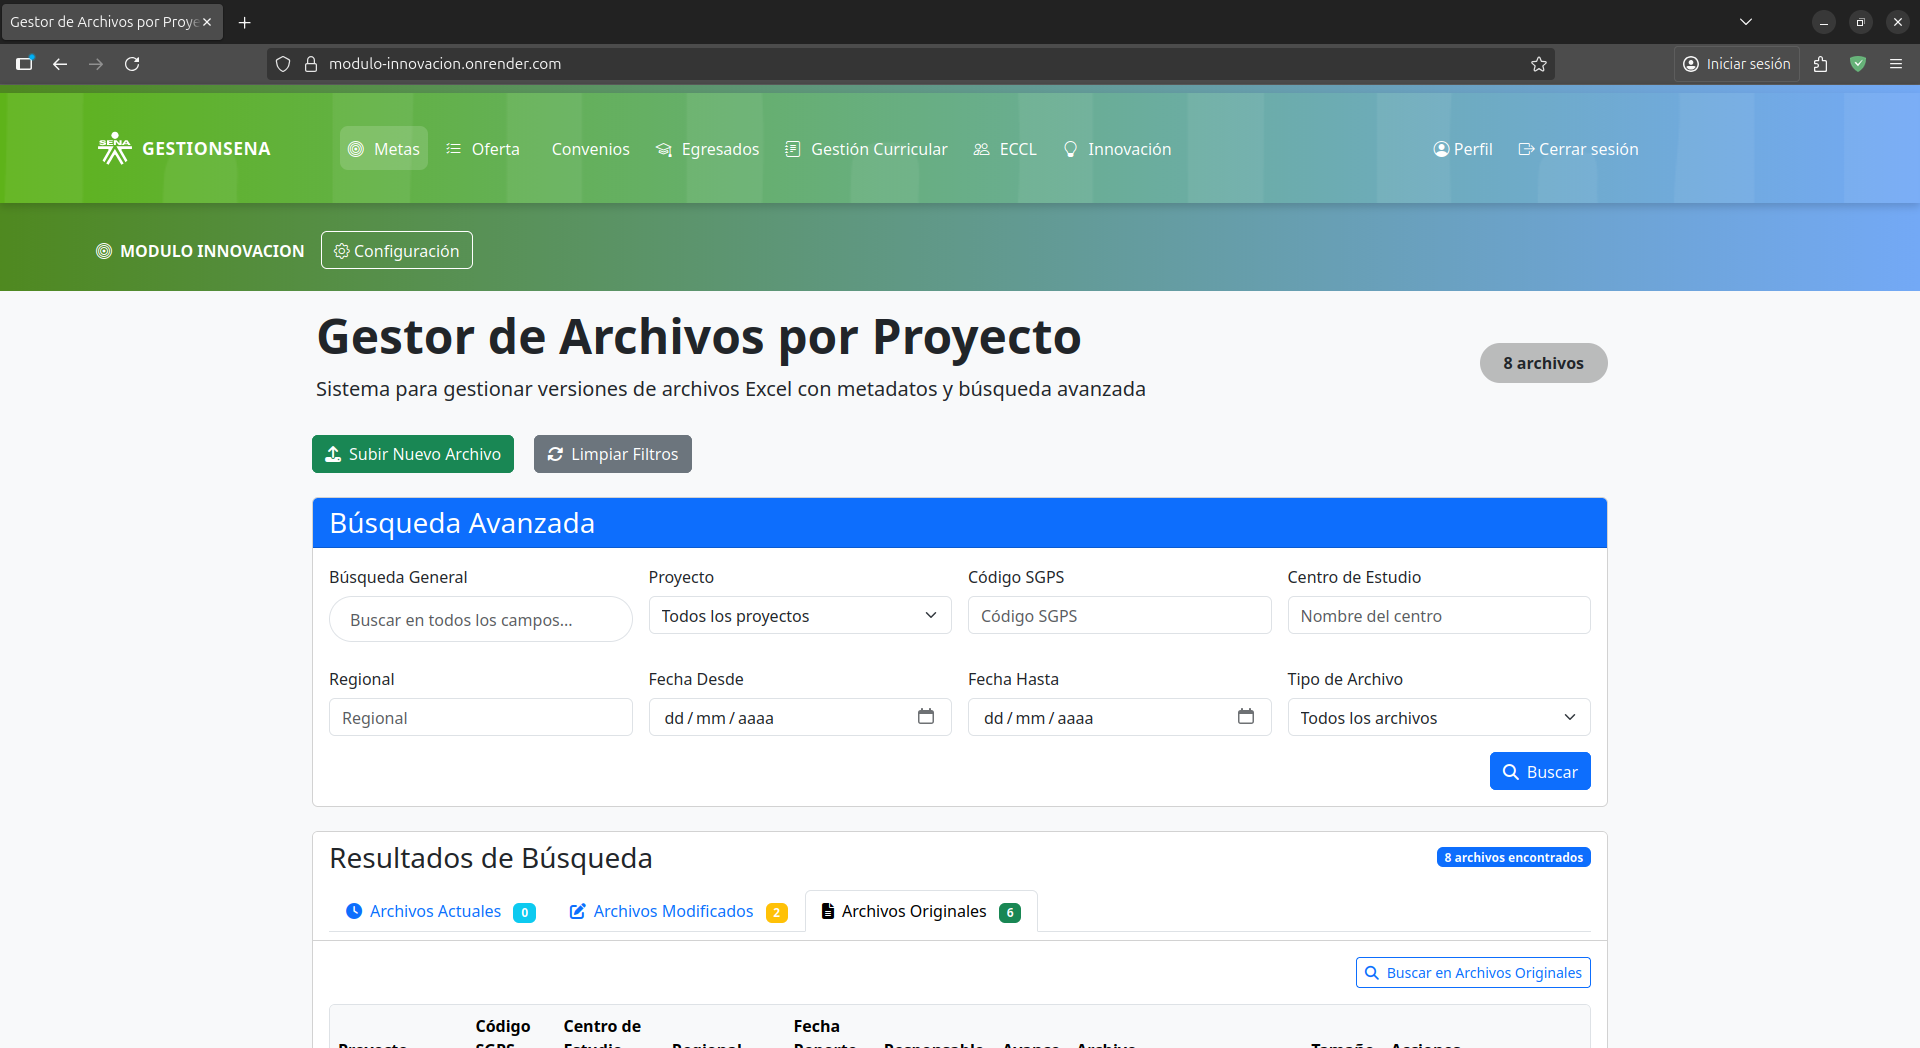 Gestor de Archivos por Proye
modulo-innovacion.onrender.com
Iniciar sesión
SENA
GESTIONSENA
Metas
Oferta
Convenios
Egresados
Gestión Curricular
ECCL
Innovación
Perfil
Cerrar sesión
MODULO INNOVACION
Configuración
Gestor de Archivos por Proyecto
Sistema para gestionar versiones de archivos Excel con metadatos y búsqueda avanzada
8 archivos
Subir Nuevo Archivo
Limpiar Filtros
Búsqueda Avanzada
Búsqueda General
Proyecto
Código SGPS
Centro de Estudio
Buscar en todos los campos...
Todos los proyectos
Código SGPS
Nombre del centro
Regional
Fecha Desde
Fecha Hasta
Tipo de Archivo
Regional
dd/mm/aaaa
dd/mm/aaaa
Todos los archivos
Buscar
Resultados de Búsqueda
8 archivos encontrados
Archivos Actuales 0
Archivos Modificados 2
Archivos Originales 6
Buscar en Archivos Originales
Código
Centro de
Fecha
Proyecto
SGPS
Estudio
Regional
Reporte
Responsable
Avance
Archivo
Tamaño
Acciones